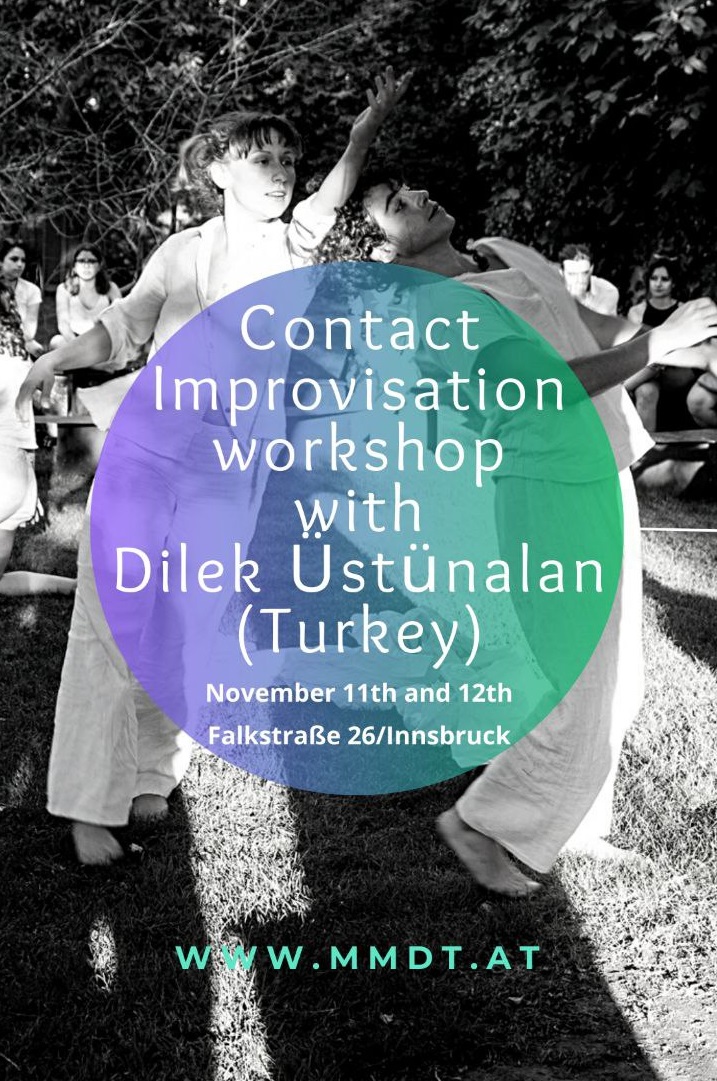 Contact
Improvisation
workshop
with
Dilek Üstünalan
(Turkey)
November 11th and 12th
Falkstraße 26/Innsbruck
WWW.MMDT.AT